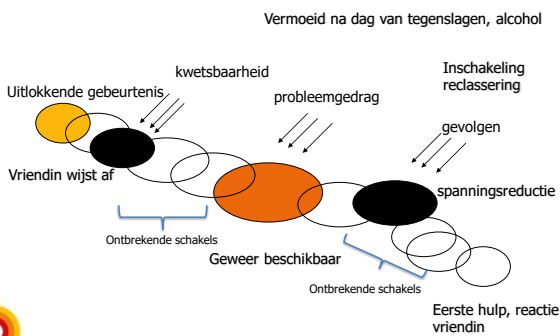 Vermoeid na dag van tegenslagen, alcohol
kwetsbaarheid
Inschakeling
reclassering
Uitlokkende gebeurtenis
probleemgedrag
gevolgen
Vriendin wijst af
spanningsreductie
Ontbrekende schakels
Geweer beschikbaar
Ontbrekende schakels
Eerste hulp, reactie
vriendin